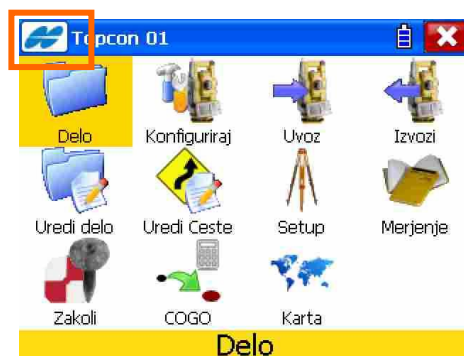 Topcon 01
Delo Konfiguriraj Uvoz Izvozi
Uredi delo Uredi Ceste Setup Merjenje
Zakoli COGO Karta
Delo